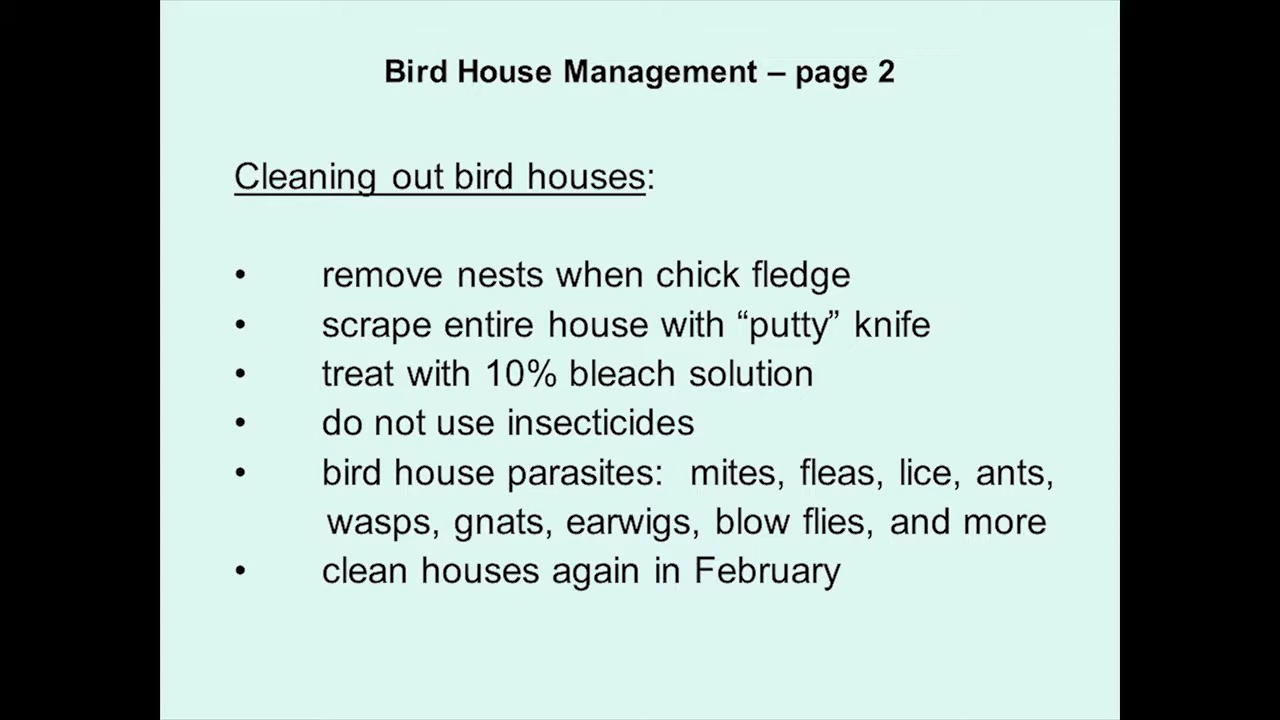 Bird House Management – page 2
Cleaning out bird houses:
• remove nests when chick fledge
• scrape entire house with “putty” knife
• treat with 10% bleach solution
• do not use insecticides
• bird house parasites: mites, fleas, lice, ants,
wasps, gnats, earwigs, blow flies, and more
• clean houses again in February